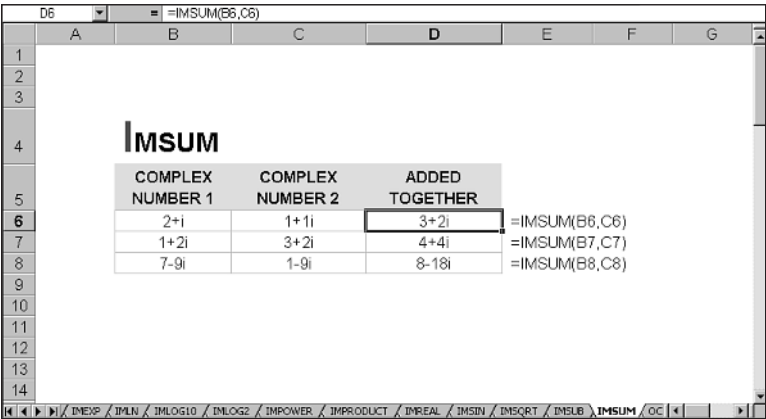 D6 = =IMSUM(B6,C6)
A B C D E F G
1
2
3
4 IMSUM
COMPLEX COMPLEX ADDED
5 NUMBER 1 NUMBER 2 TOGETHER
6 2+i 1+1i 3+2i =IMSUM(B6,C6)
7 1+2i 3+2i 4+4i =IMSUM(B7,C7)
8 7-9i 1-9i 8-18i =IMSUM(B8,C8)
9
10
11
12
13
14
IMEXP IMLN IMLOG10 IMLOG2 IMPOWER IMPRODUCT IMREAL IMSIN IMSQRT IMSUB IMSUM OC